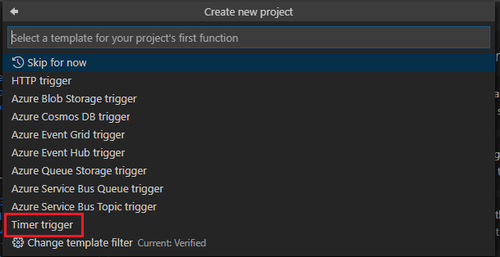 Create new project
Select a template for your project's first function
Skip for now
HTTP trigger
Azure Blob Storage trigger
Azure Cosmos DB trigger
Azure Event Grid trigger
Azure Event Hub trigger
Azure Queue Storage trigger
Azure Service Bus Queue trigger
Azure Service Bus Topic trigger
Timer trigger
Change template filter Current: Verified